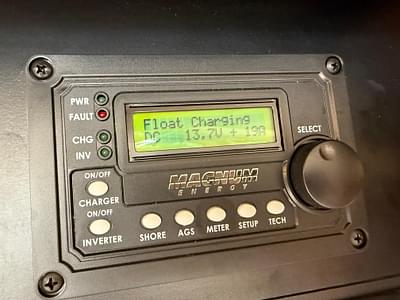 PWR
FAULT
CHG
INV
Float Charging
DC 13.7V + 19A
SELECT
MAGNUM
ENERGY
ON/OFF
CHARGER
ON/OFF
INVERTER
SHORE
AGS
METER
SETUP
TECH